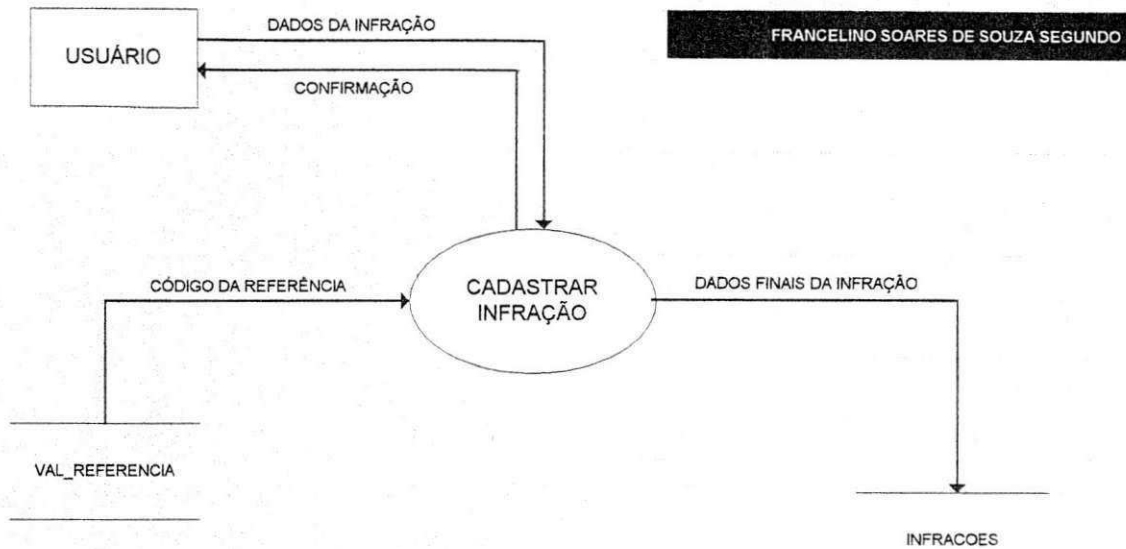 DADOS DA INFRAÇÃO
FRANCELINO SOARES DE SOUZA SEGUNDO
USUÁRIO
CONFIRMAÇÃO
CÓDIGO DA REFERÊNCIA
CADASTRAR
INFRAÇÃO
DADOS FINAIS DA INFRAÇÃO
VAL_REFERENCIA
INFRACOES